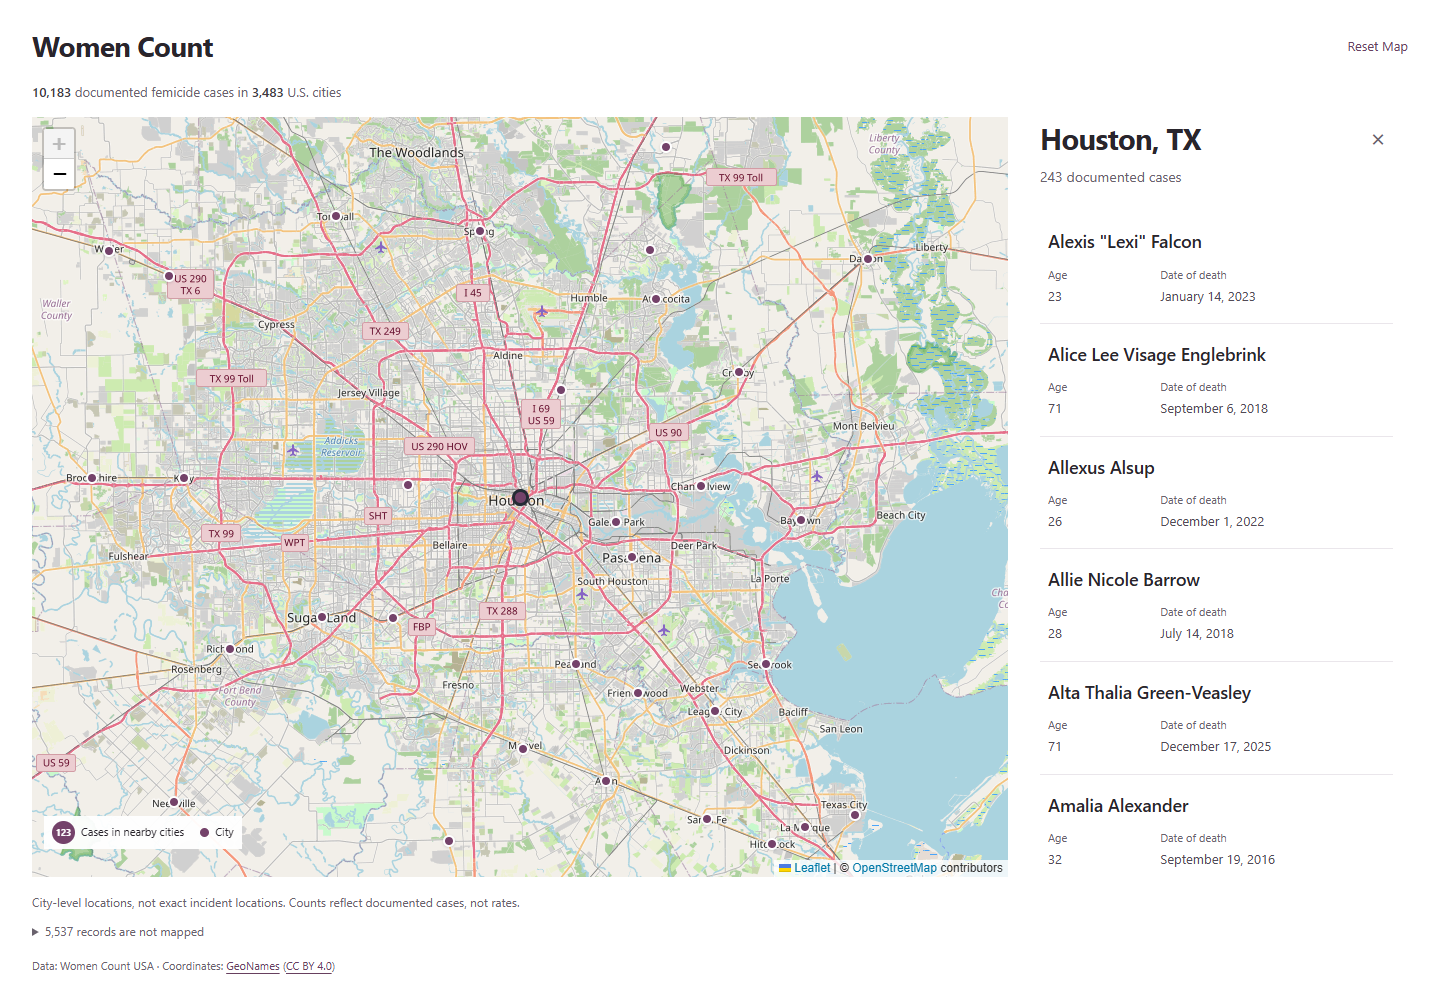 Women Count
Reset Map
10,183 documented femicide cases in 3,483 U.S. cities
+
−
The Woodlands
Liberty
County
TX 99 Toll
Liberty
US 290
TX 6
Waller
County
I 45
Humble
Cypress
TX 249
Aldine
TX 99 Toll
Jersey Village
I 69
US 59
US 90
Mont Belvieu
US 290 HOV
Addicks
Reservoir
SHT
Beach City
TX 99
WPT
Bellaire
Deer Park
Fulshear
South Houston
La Porte
TX 288
FBP
Rosenberg
Fort Bend
County
Fresno
Webster
Bacliff
San Leon
Dickinson
US 59
Texas City
123 Cases in nearby cities
City
Leaflet | © OpenStreetMap contributors
Houston, TX
×
243 documented cases
Alexis "Lexi" Falcon
Age Date of death
23 January 14, 2023
Alice Lee Visage Englebrink
Age Date of death
71 September 6, 2018
Allexus Alsup
Age Date of death
26 December 1, 2022
Allie Nicole Barrow
Age Date of death
28 July 14, 2018
Alta Thalia Green-Veasley
Age Date of death
71 December 17, 2025
Amalia Alexander
Age Date of death
32 September 19, 2016
City-level locations, not exact incident locations. Counts reflect documented cases, not rates.
5,537 records are not mapped
Data: Women Count USA · Coordinates: GeoNames (CC BY 4.0)